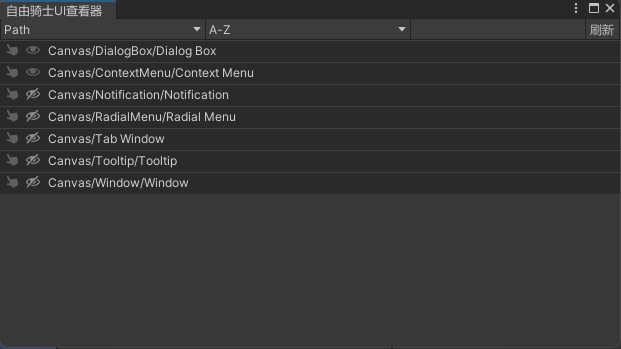 自由骑士UI查看器
Path A-Z 刷新
Canvas/DialogBox/Dialog Box
Canvas/ContextMenu/Context Menu
Canvas/Notification/Notification
Canvas/RadialMenu/Radial Menu
Canvas/Tab Window
Canvas/Tooltip/Tooltip
Canvas/Window/Window